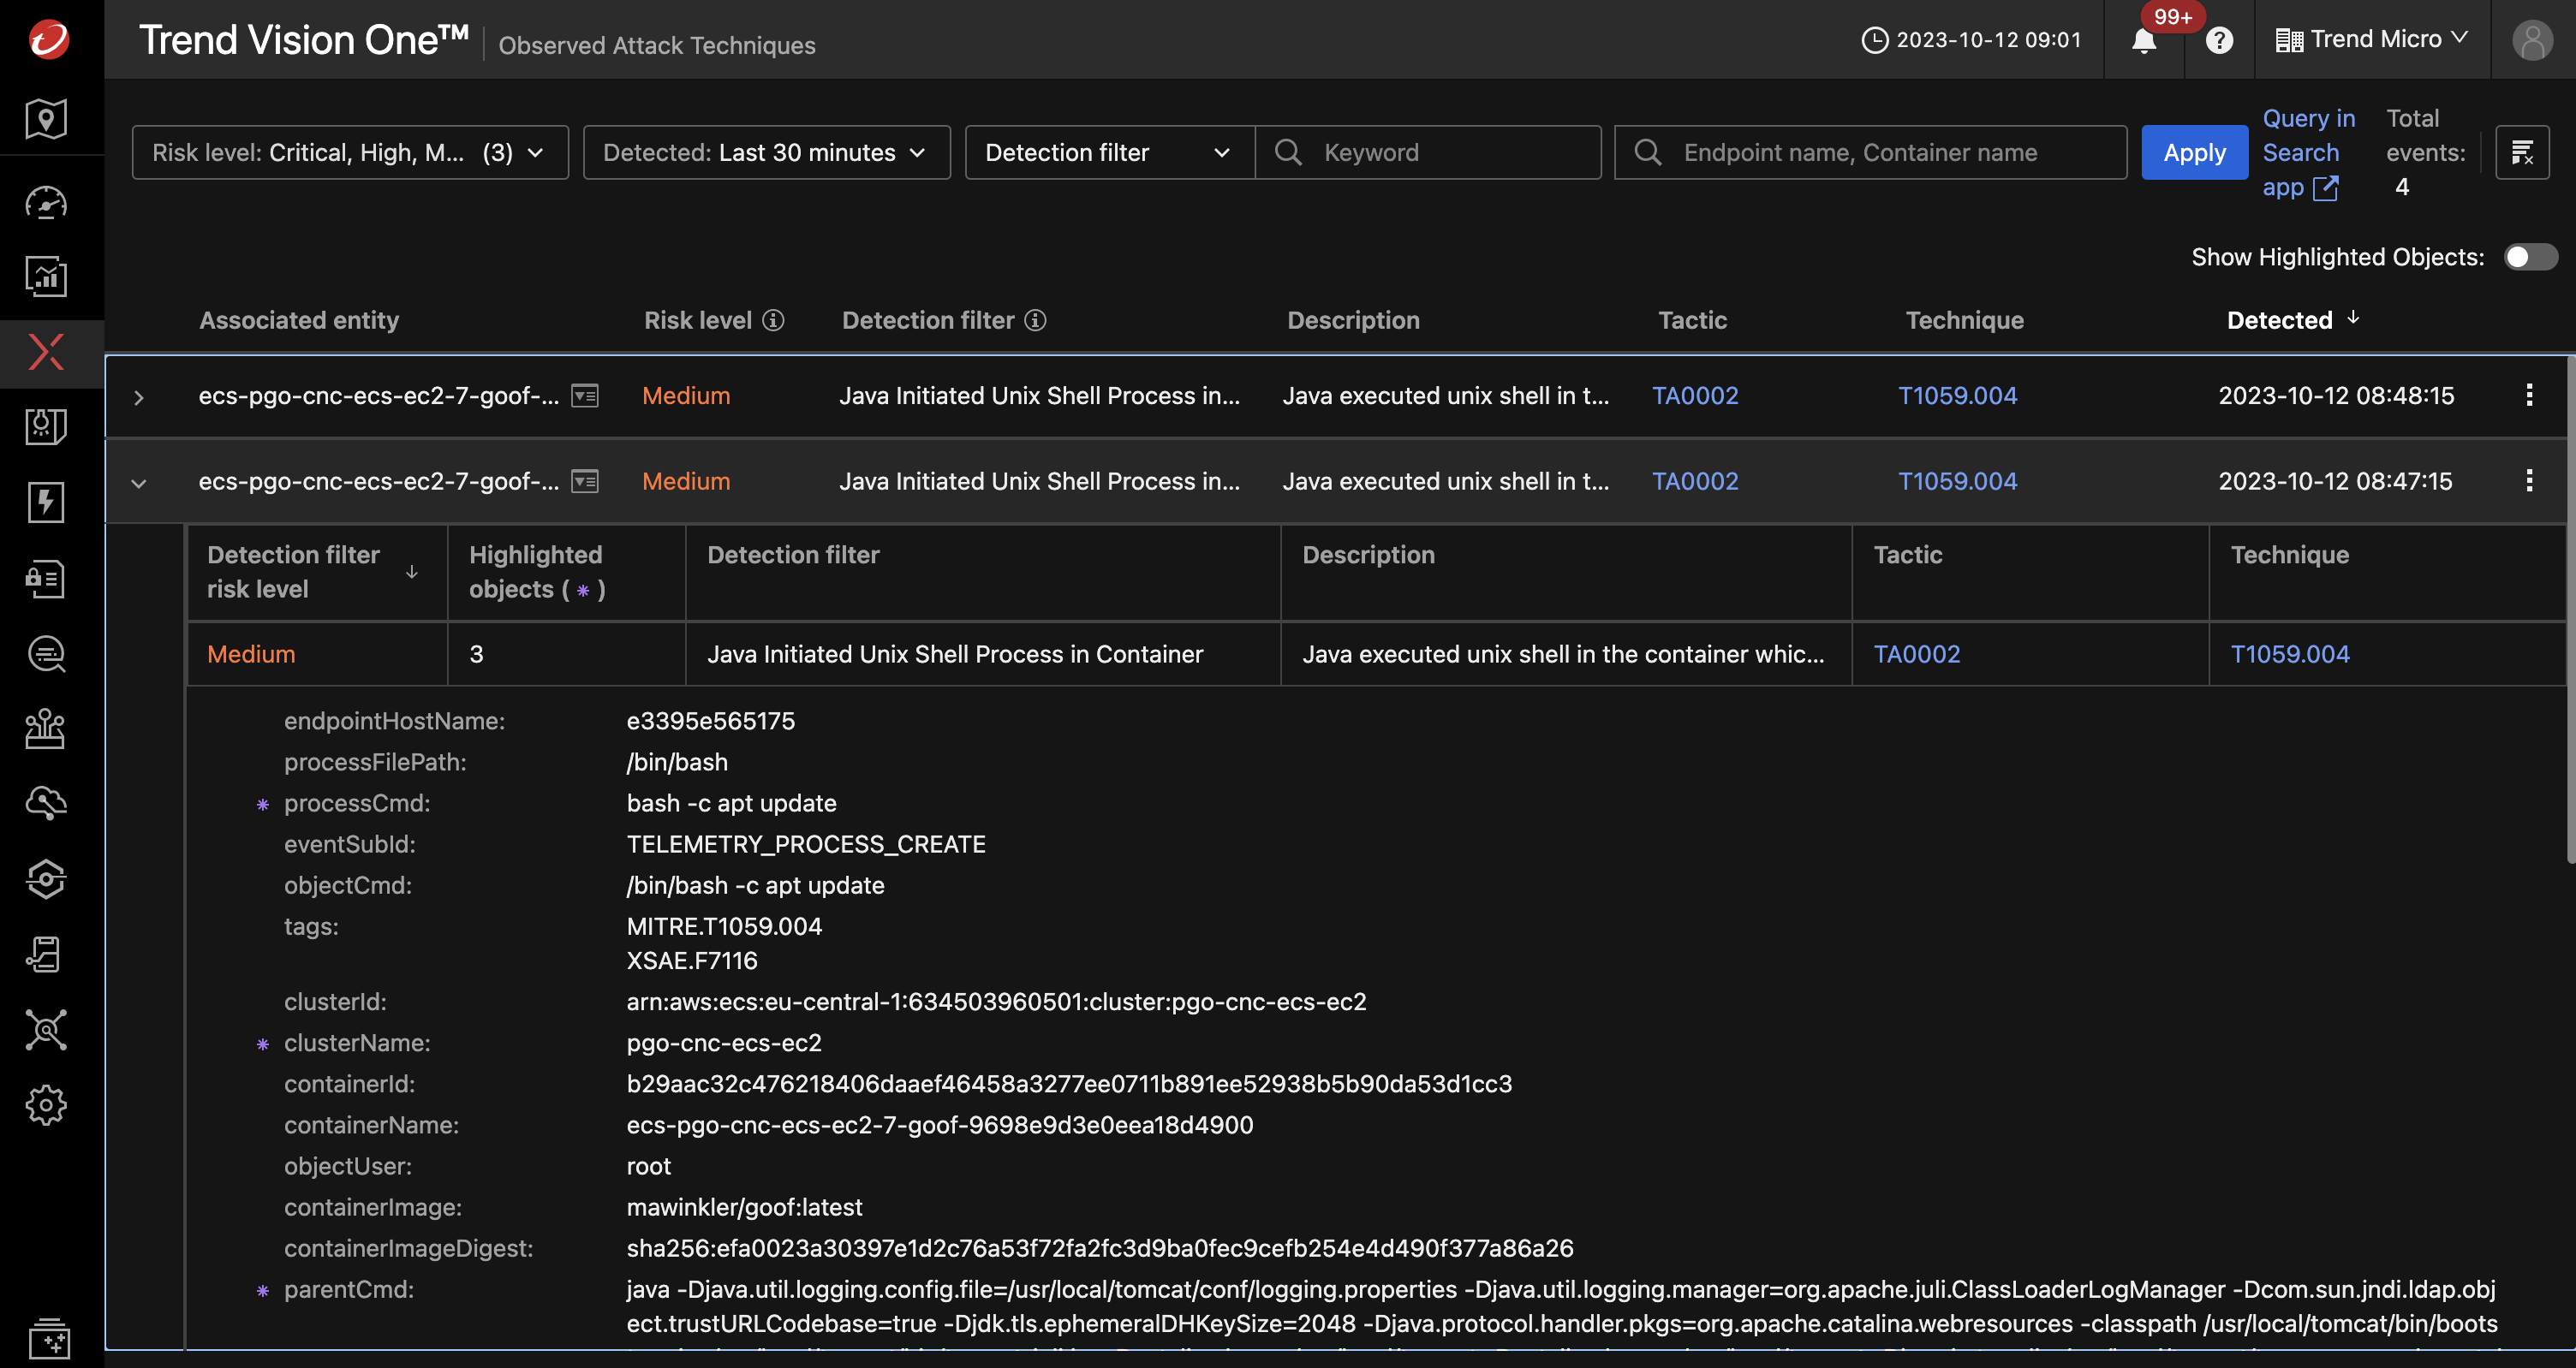 Trend Vision One™ Observed Attack Techniques 2023-10-12 09:01 99+ Trend Micro
Risk level: Critical, High, M... (3) Detected: Last 30 minutes Detection filter Keyword Endpoint name, Container name Apply
Query in
Search
app
Total
events:
4
Show Highlighted Objects:
Associated entity Risk level Detection filter Description Tactic Technique Detected
ecs-pgo-cnc-ecs-ec2-7-goof-... Medium Java Initiated Unix Shell Process in... Java executed unix shell in t... TA0002 T1059.004 2023-10-12 08:48:15
ecs-pgo-cnc-ecs-ec2-7-goof-... Medium Java Initiated Unix Shell Process in... Java executed unix shell in t... TA0002 T1059.004 2023-10-12 08:47:15
Detection filter
risk level
Highlighted
objects ( * )
Detection filter Description Tactic Technique
Medium 3 Java Initiated Unix Shell Process in Container Java executed unix shell in the container whic... TA0002 T1059.004
endpointHostName: e3395e565175
processFilePath: /bin/bash
* processCmd: bash -c apt update
eventSubId: TELEMETRY_PROCESS_CREATE
objectCmd: /bin/bash -c apt update
tags: MITRE.T1059.004
XSAE.F7116
clusterId: arn:aws:ecs:eu-central-1:634503960501:cluster:pgo-cnc-ecs-ec2
* clusterName: pgo-cnc-ecs-ec2
containerId: b29aac32c476218406daaef46458a3277ee0711b891ee52938b5b90da53d1cc3
containerName: ecs-pgo-cnc-ecs-ec2-7-goof-9698e9d3e0eea18d4900
objectUser: root
containerImage: mawinkler/goof:latest
containerImageDigest: sha256:efa0023a30397e1d2c76a53f72fa2fc3d9ba0fec9cefb254e4d490f377a86a26
* parentCmd: java -Djava.util.logging.config.file=/usr/local/tomcat/conf/logging.properties -Djava.util.logging.manager=org.apache.juli.ClassLoaderLogManager -Dcom.sun.jndi.ldap.obj
ect.trustURLCodebase=true -Djdk.tls.ephemeralDHKeySize=2048 -Djava.protocol.handler.pkgs=org.apache.catalina.webresources -classpath /usr/local/tomcat/bin/boots